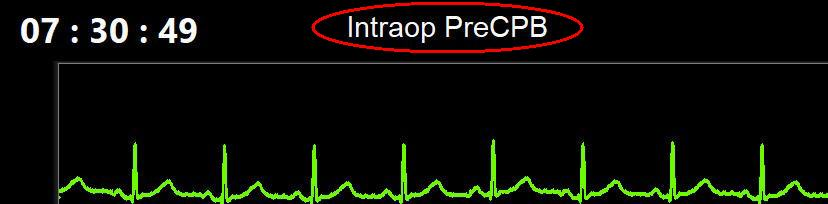 07 : 30 : 49
Intraop PreCPB